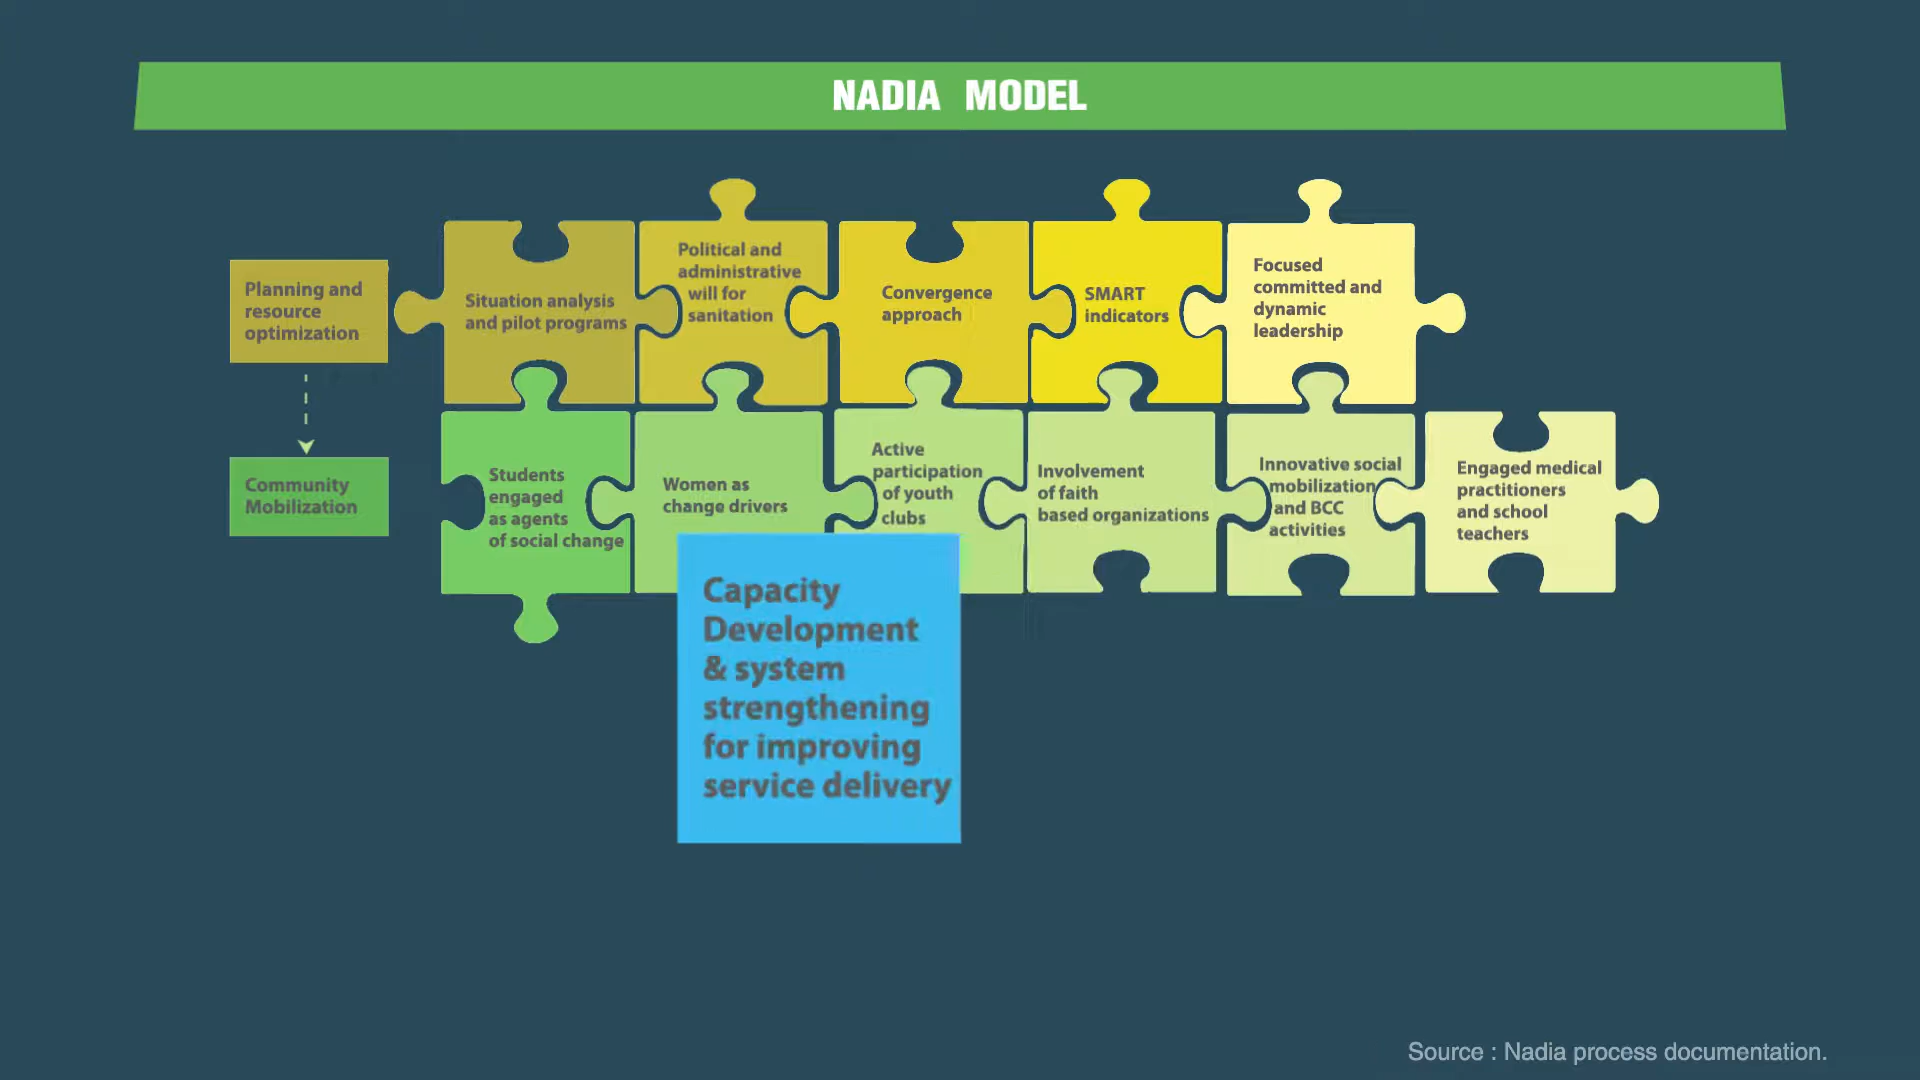 NADIA MODEL
Planning and
resource
optimization
Situation analysis
and pilot programs
Political and
administrative
will for
sanitation
Convergence
approach
SMART
indicators
Focused
committed and
dynamic
leadership
Community
Mobilization
Students
engaged
as agents
of social change
Women as
change drivers
Active
participation
of youth
clubs
Involvement
of faith
based organizations
Innovative social
mobilization
and BCC
activities
Engaged medical
practitioners
and school
teachers
Capacity
Development
& system
strengthening
for improving
service delivery
Source : Nadia process documentation.